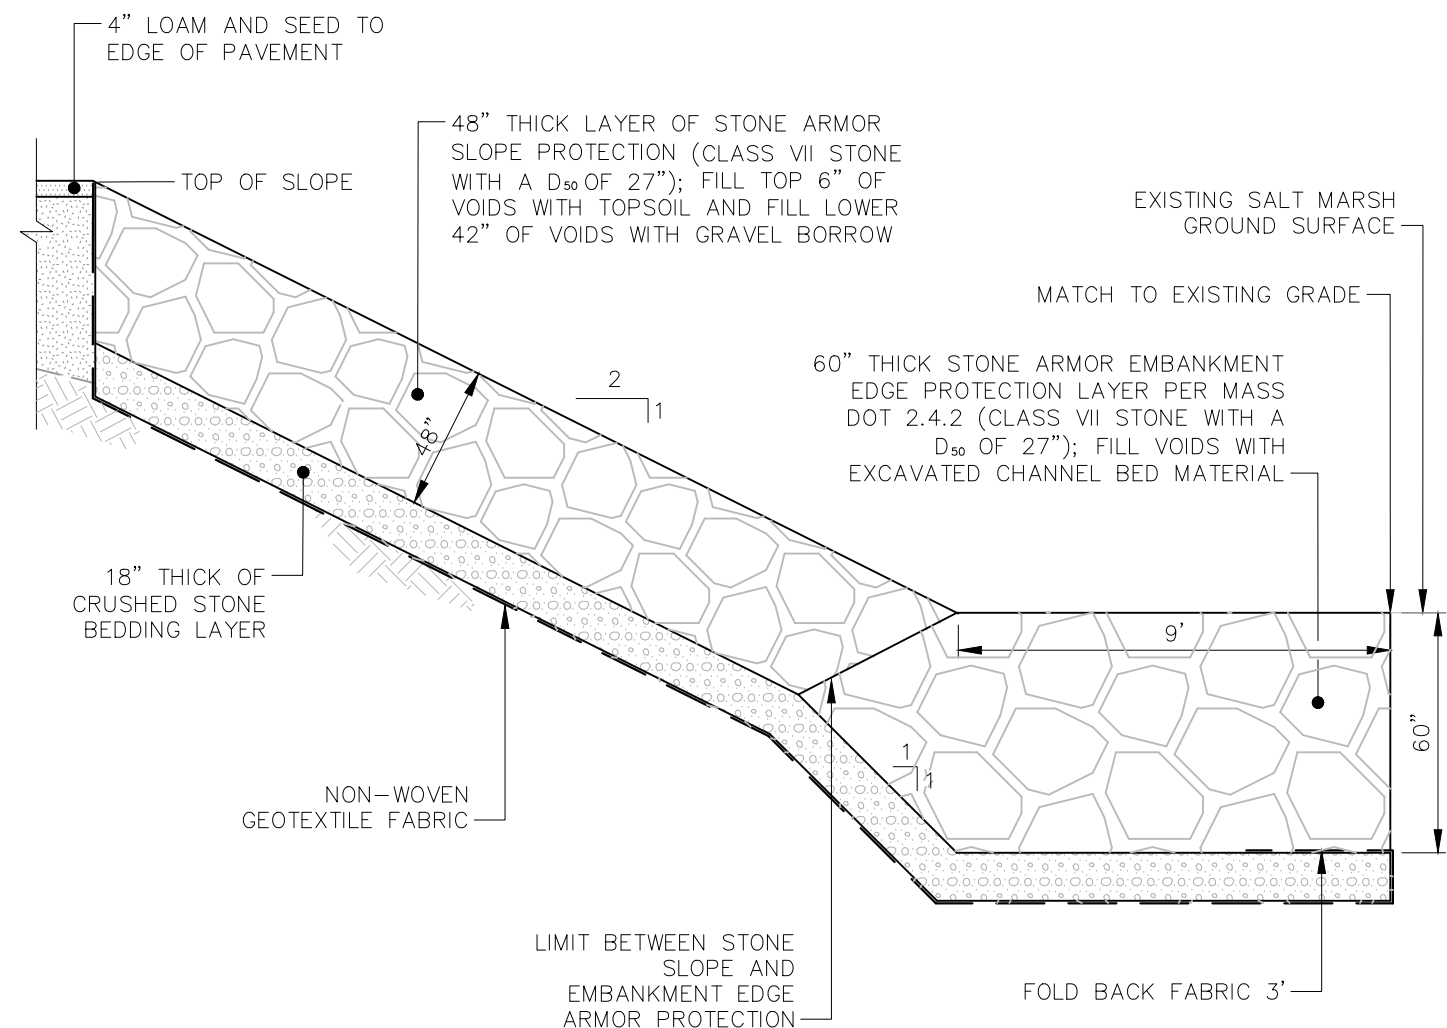 4” LOAM AND SEED TO
EDGE OF PAVEMENT
48” THICK LAYER OF STONE ARMOR
SLOPE PROTECTION (CLASS VII STONE
WITH A D₅₀ OF 27”); FILL TOP 6” OF
VOIDS WITH TOPSOIL AND FILL LOWER
42” OF VOIDS WITH GRAVEL BORROW
TOP OF SLOPE
EXISTING SALT MARSH
GROUND SURFACE
MATCH TO EXISTING GRADE
60” THICK STONE ARMOR EMBANKMENT
EDGE PROTECTION LAYER PER MASS
DOT 2.4.2 (CLASS VII STONE WITH A
D₅₀ OF 27”); FILL VOIDS WITH
EXCAVATED CHANNEL BED MATERIAL
2
1
48”
18” THICK OF
CRUSHED STONE
BEDDING LAYER
9’
60”
1
1
NON-WOVEN
GEOTEXTILE FABRIC
LIMIT BETWEEN STONE
SLOPE AND
EMBANKMENT EDGE
ARMOR PROTECTION
FOLD BACK FABRIC 3’